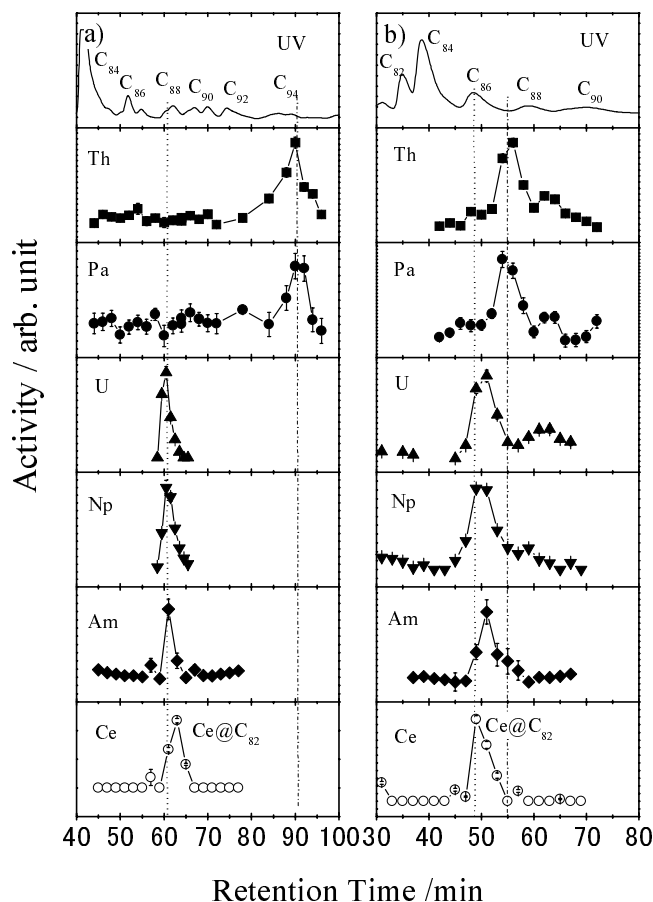 a) UV
C84 C86 C88 C90 C92 C94
Th
Pa
U
Np
Am
Ce Ce@C82
40 50 60 70 80 90 100
b) UV
C82 C84 C86 C88 C90
Th
Pa
U
Np
Am
Ce Ce@C82
30 40 50 60 70 80
Activity / arb. unit
Retention Time /min